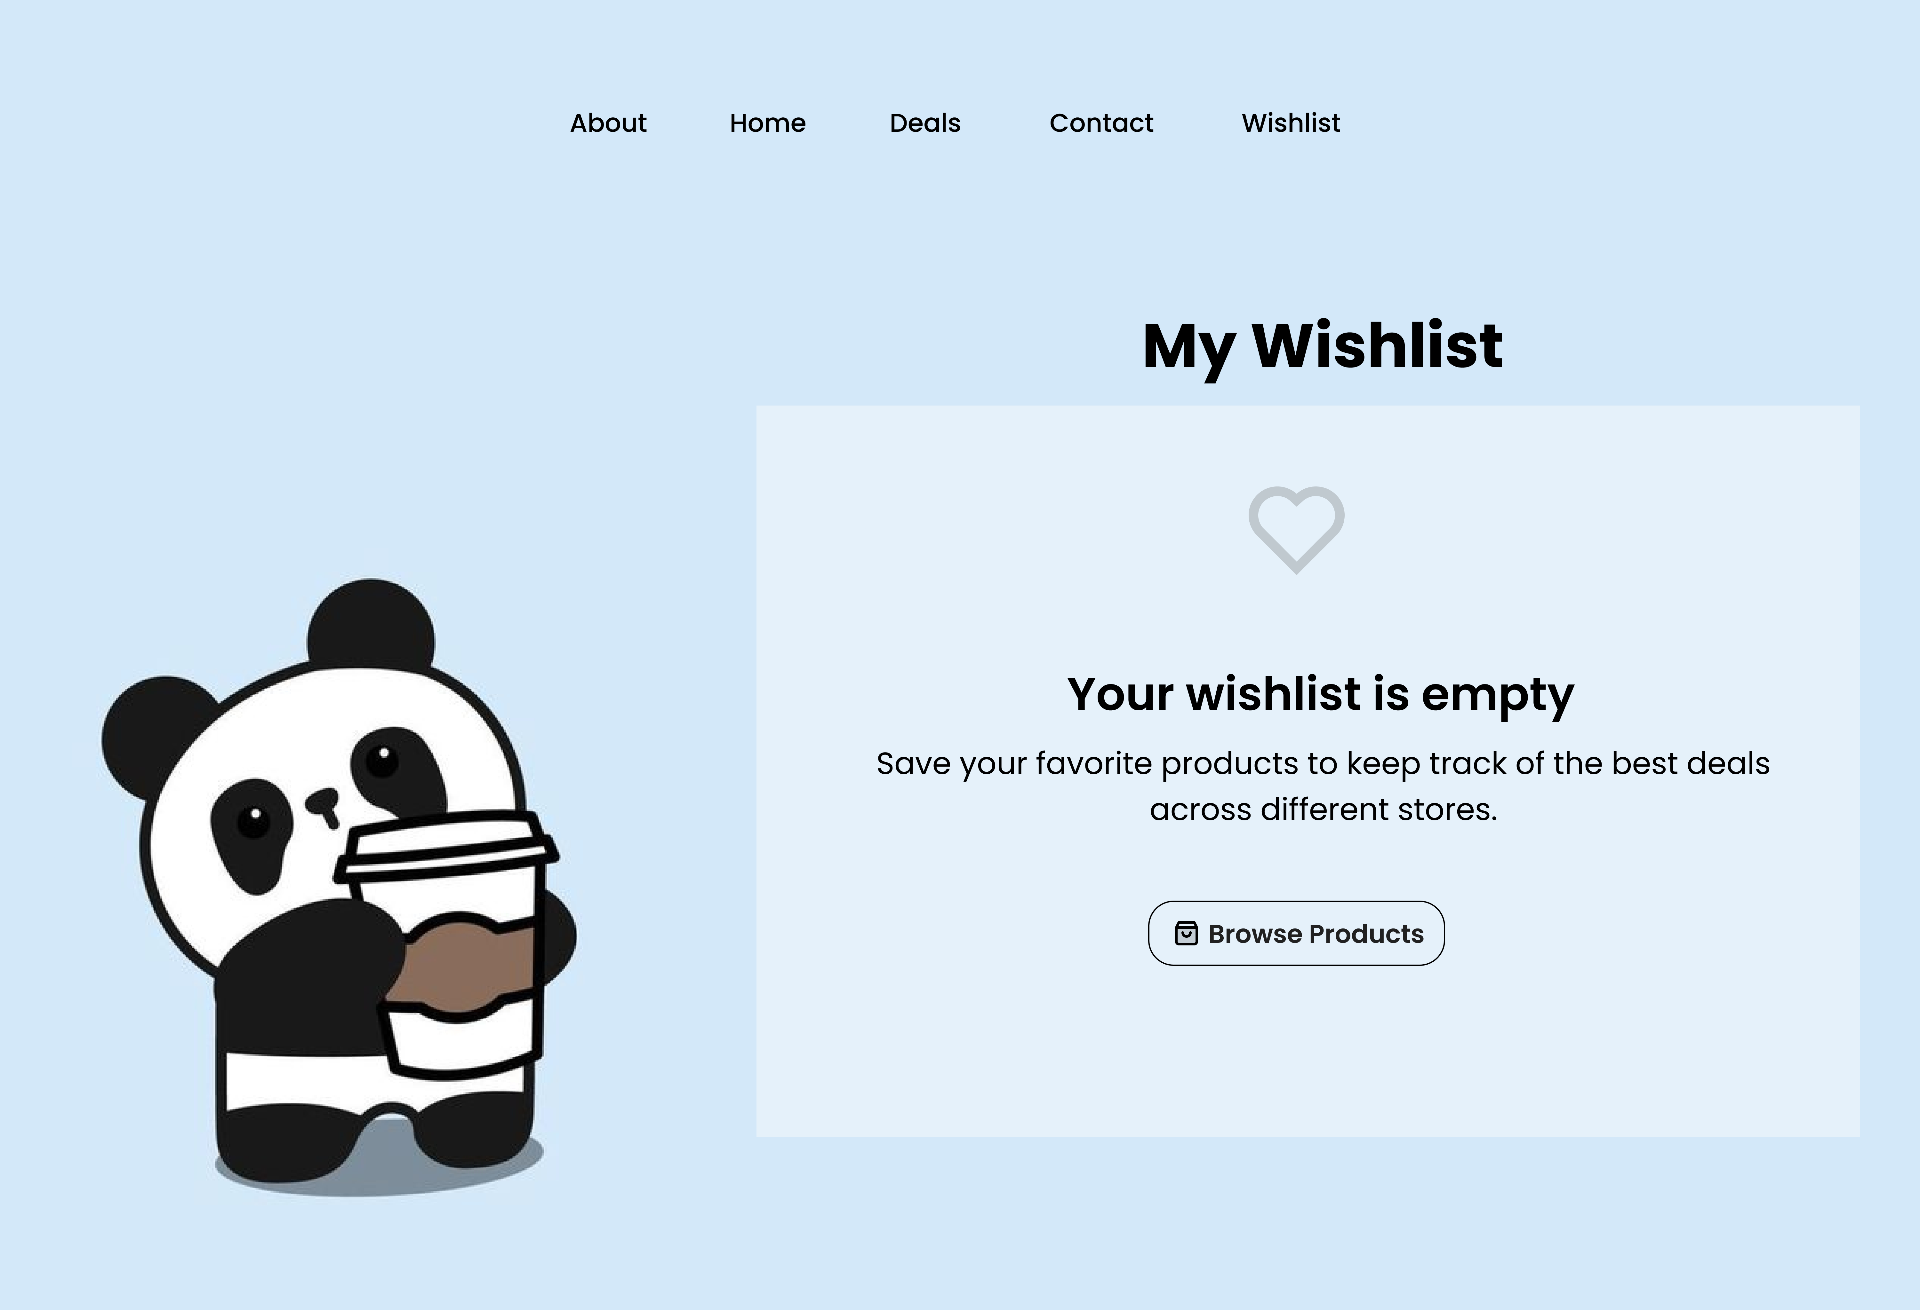 About Home Deals Contact Wishlist
My Wishlist
Your wishlist is empty
Save your favorite products to keep track of the best deals
across different stores.
Browse Products